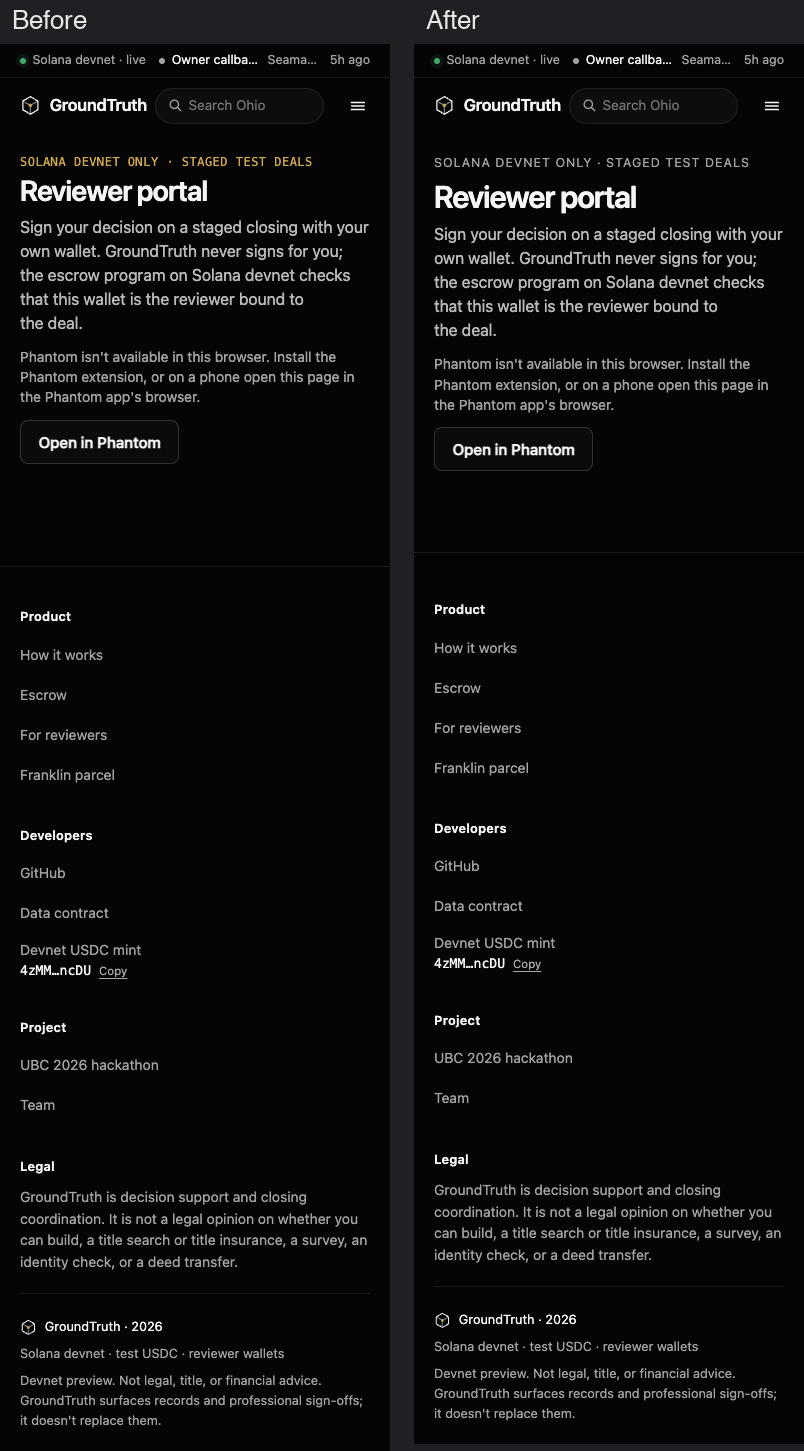 Before
Solana devnet · live • Owner callba... Seama... 5h ago
GroundTruth Search Ohio
SOLANA DEVNET ONLY · STAGED TEST DEALS
Reviewer portal
Sign your decision on a staged closing with your
own wallet. GroundTruth never signs for you;
the escrow program on Solana devnet checks
that this wallet is the reviewer bound to
the deal.
Phantom isn't available in this browser. Install the
Phantom extension, or on a phone open this page in
the Phantom app's browser.
Open in Phantom
Product
How it works
Escrow
For reviewers
Franklin parcel
Developers
GitHub
Data contract
Devnet USDC mint
4zMM…ncDU Copy
Project
UBC 2026 hackathon
Team
Legal
GroundTruth is decision support and closing
coordination. It is not a legal opinion on whether you
can build, a title search or title insurance, a survey, an
identity check, or a deed transfer.
GroundTruth · 2026
Solana devnet · test USDC · reviewer wallets
Devnet preview. Not legal, title, or financial advice.
GroundTruth surfaces records and professional sign-offs;
it doesn't replace them.
After
Solana devnet · live • Owner callba... Seama... 5h ago
GroundTruth Search Ohio
SOLANA DEVNET ONLY · STAGED TEST DEALS
Reviewer portal
Sign your decision on a staged closing with your
own wallet. GroundTruth never signs for you;
the escrow program on Solana devnet checks
that this wallet is the reviewer bound to
the deal.
Phantom isn't available in this browser. Install the
Phantom extension, or on a phone open this page in
the Phantom app's browser.
Open in Phantom
Product
How it works
Escrow
For reviewers
Franklin parcel
Developers
GitHub
Data contract
Devnet USDC mint
4zMM…ncDU Copy
Project
UBC 2026 hackathon
Team
Legal
GroundTruth is decision support and closing
coordination. It is not a legal opinion on whether you
can build, a title search or title insurance, a survey, an
identity check, or a deed transfer.
GroundTruth · 2026
Solana devnet · test USDC · reviewer wallets
Devnet preview. Not legal, title, or financial advice.
GroundTruth surfaces records and professional sign-offs;
it doesn't replace them.